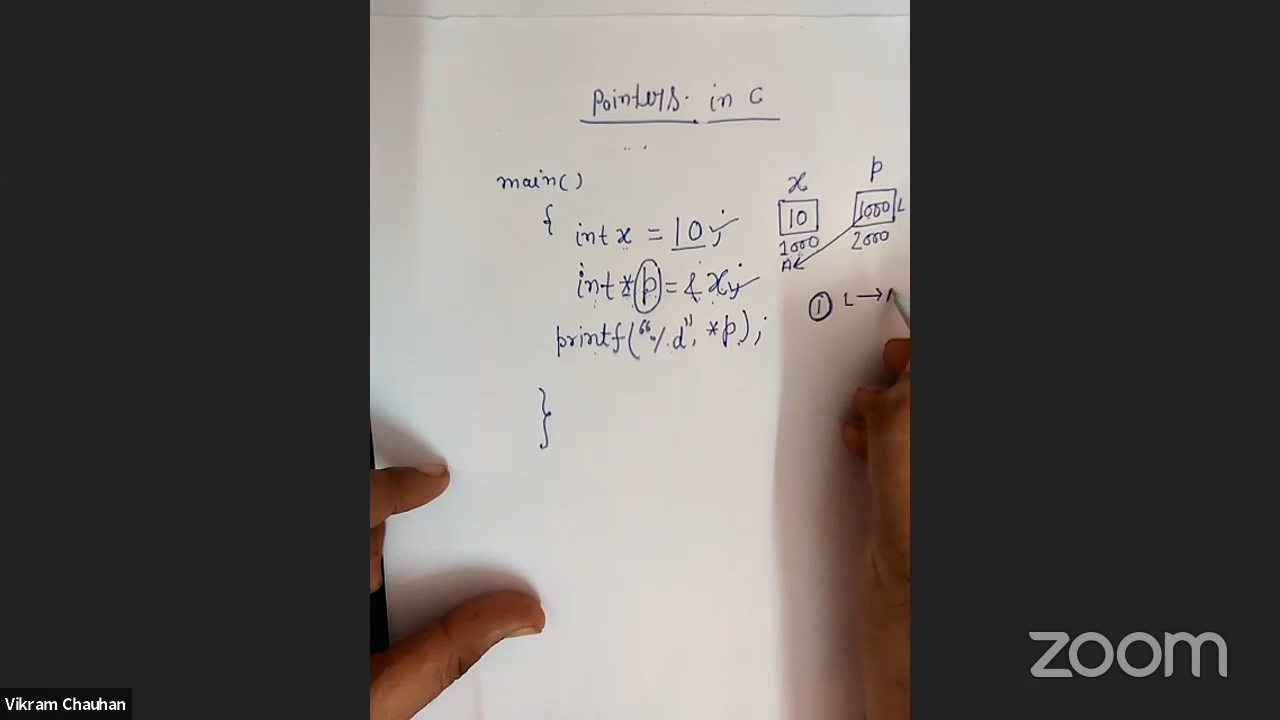 Pointers. in C
main()
{
int x = 10;
int *p = &x;
printf("%d", *p);
}
x
10
1000
A
p
1000 L
2000
① L →
zoom
Vikram Chauhan